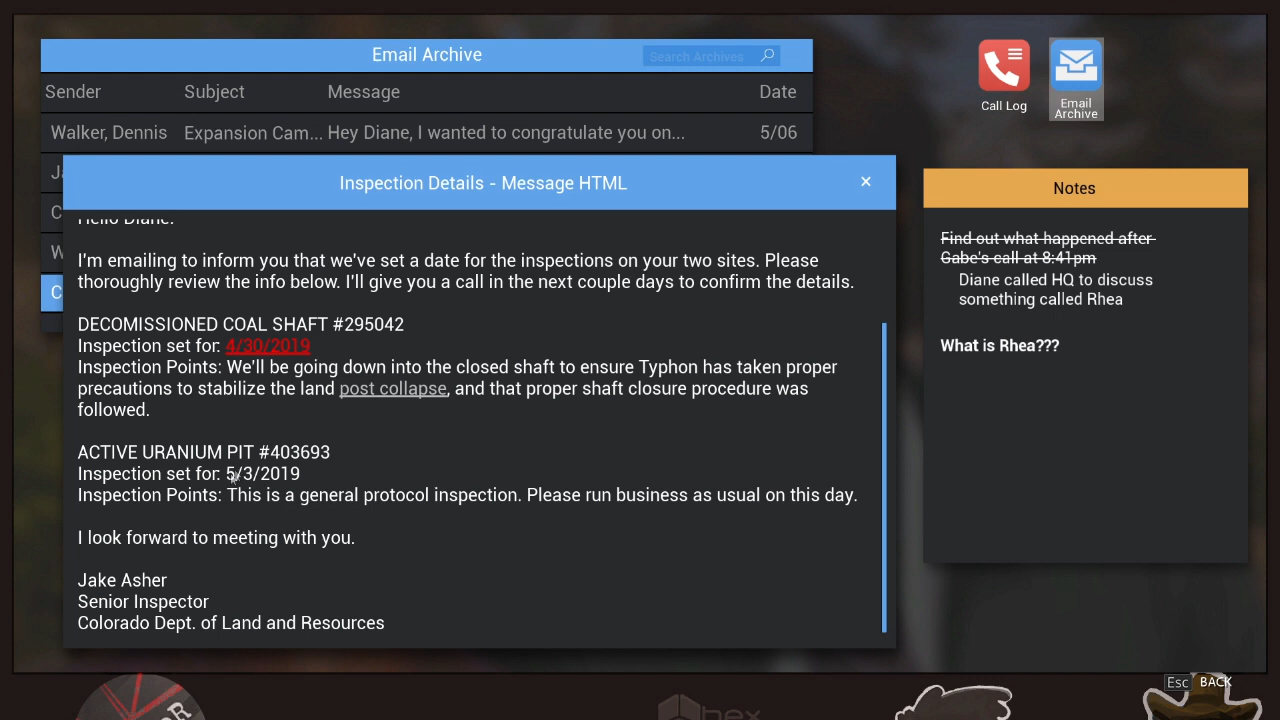 Email Archive
Search Archives
Sender Subject Message Date
Walker, Dennis Expansion Cam... Hey Diane, I wanted to congratulate you on... 5/06
J
C
W
C
Call Log
Email
Archive
Inspection Details - Message HTML
×
Hello Diane.
I'm emailing to inform you that we've set a date for the inspections on your two sites. Please
thoroughly review the info below. I'll give you a call in the next couple days to confirm the details.
DECOMISSIONED COAL SHAFT #295042
Inspection set for: 4/30/2019
Inspection Points: We'll be going down into the closed shaft to ensure Typhon has taken proper
precautions to stabilize the land post collapse, and that proper shaft closure procedure was
followed.
ACTIVE URANIUM PIT #403693
Inspection set for: 5/3/2019
Inspection Points: This is a general protocol inspection. Please run business as usual on this day.
I look forward to meeting with you.
Jake Asher
Senior Inspector
Colorado Dept. of Land and Resources
Notes
Find out what happened after
Gabe's call at 8:41pm
Diane called HQ to discuss
something called Rhea
What is Rhea???
Esc BACK
hex